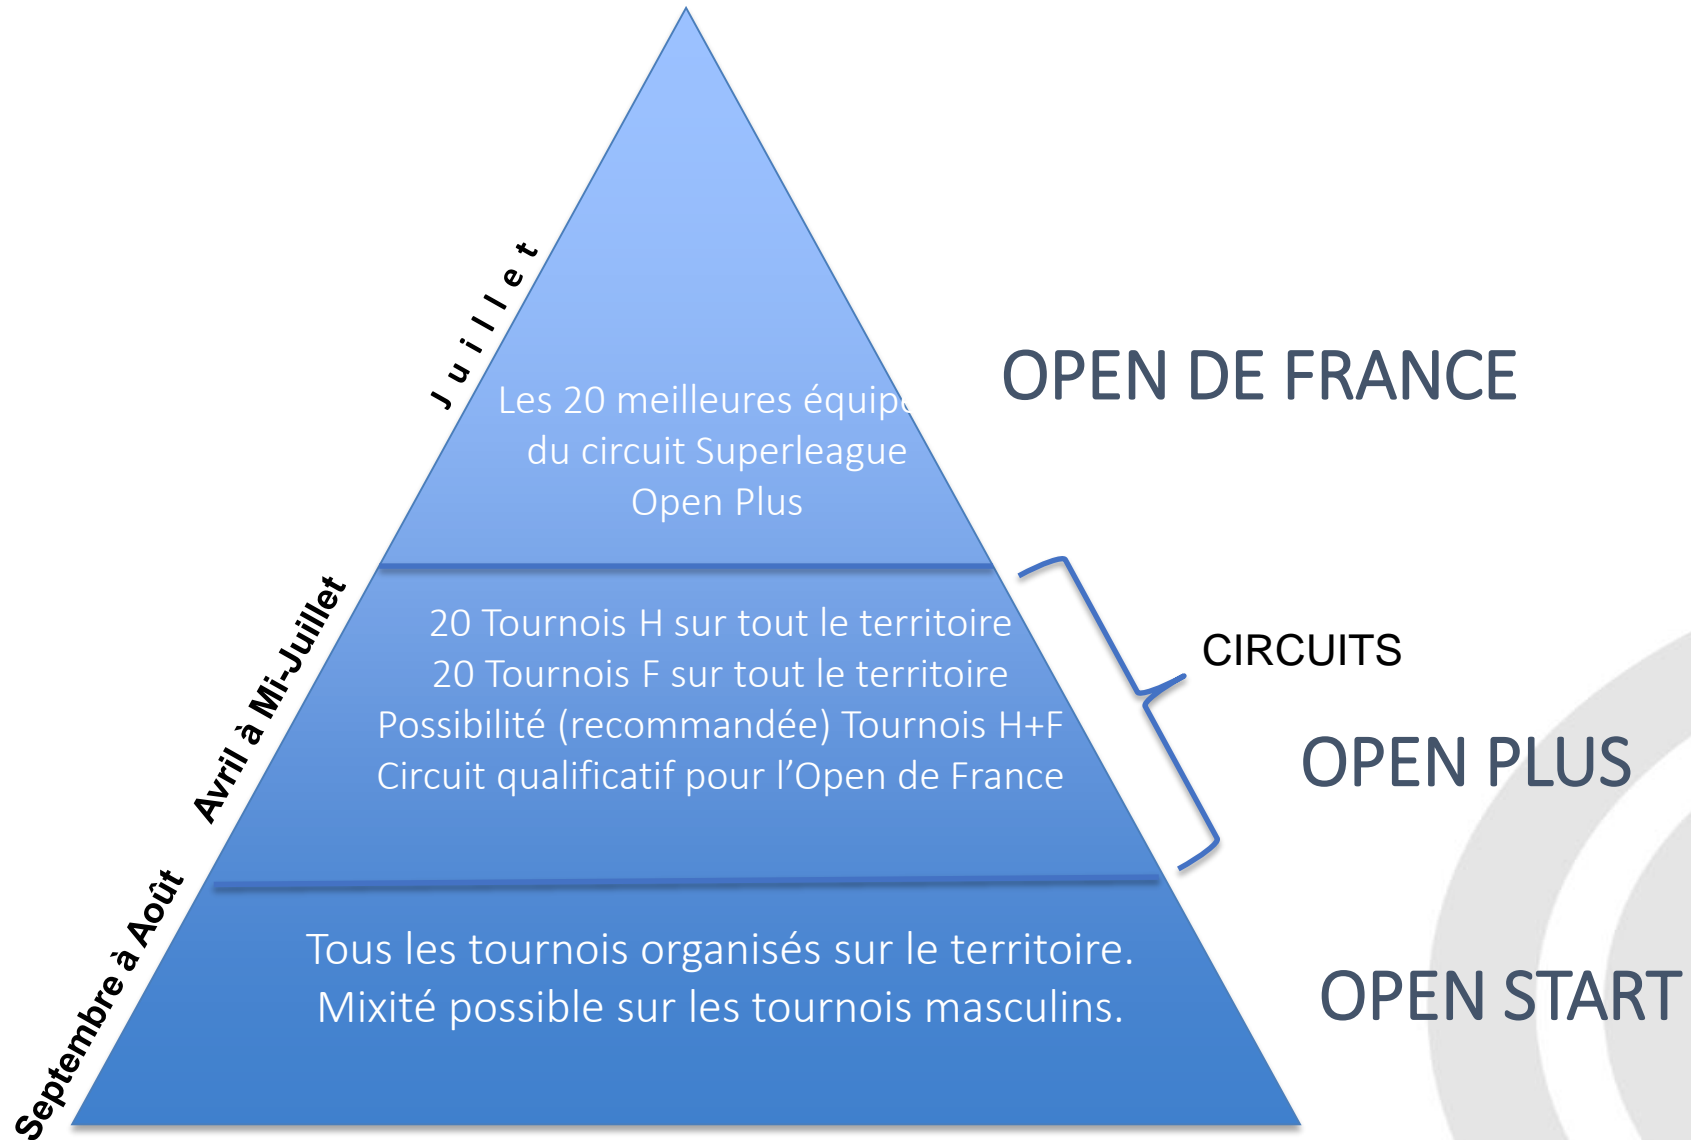 Juillet
Les 20 meilleures équipe
du circuit Superleague
Open Plus
OPEN DE FRANCE
Avril à Mi-Juillet
20 Tournois H sur tout le territoire
20 Tournois F sur tout le territoire
Possibilité (recommandée) Tournois H+F
Circuit qualificatif pour l’Open de France
CIRCUITS
OPEN PLUS
Septembre à Août
Tous les tournois organisés sur le territoire.
Mixité possible sur les tournois masculins.
OPEN START